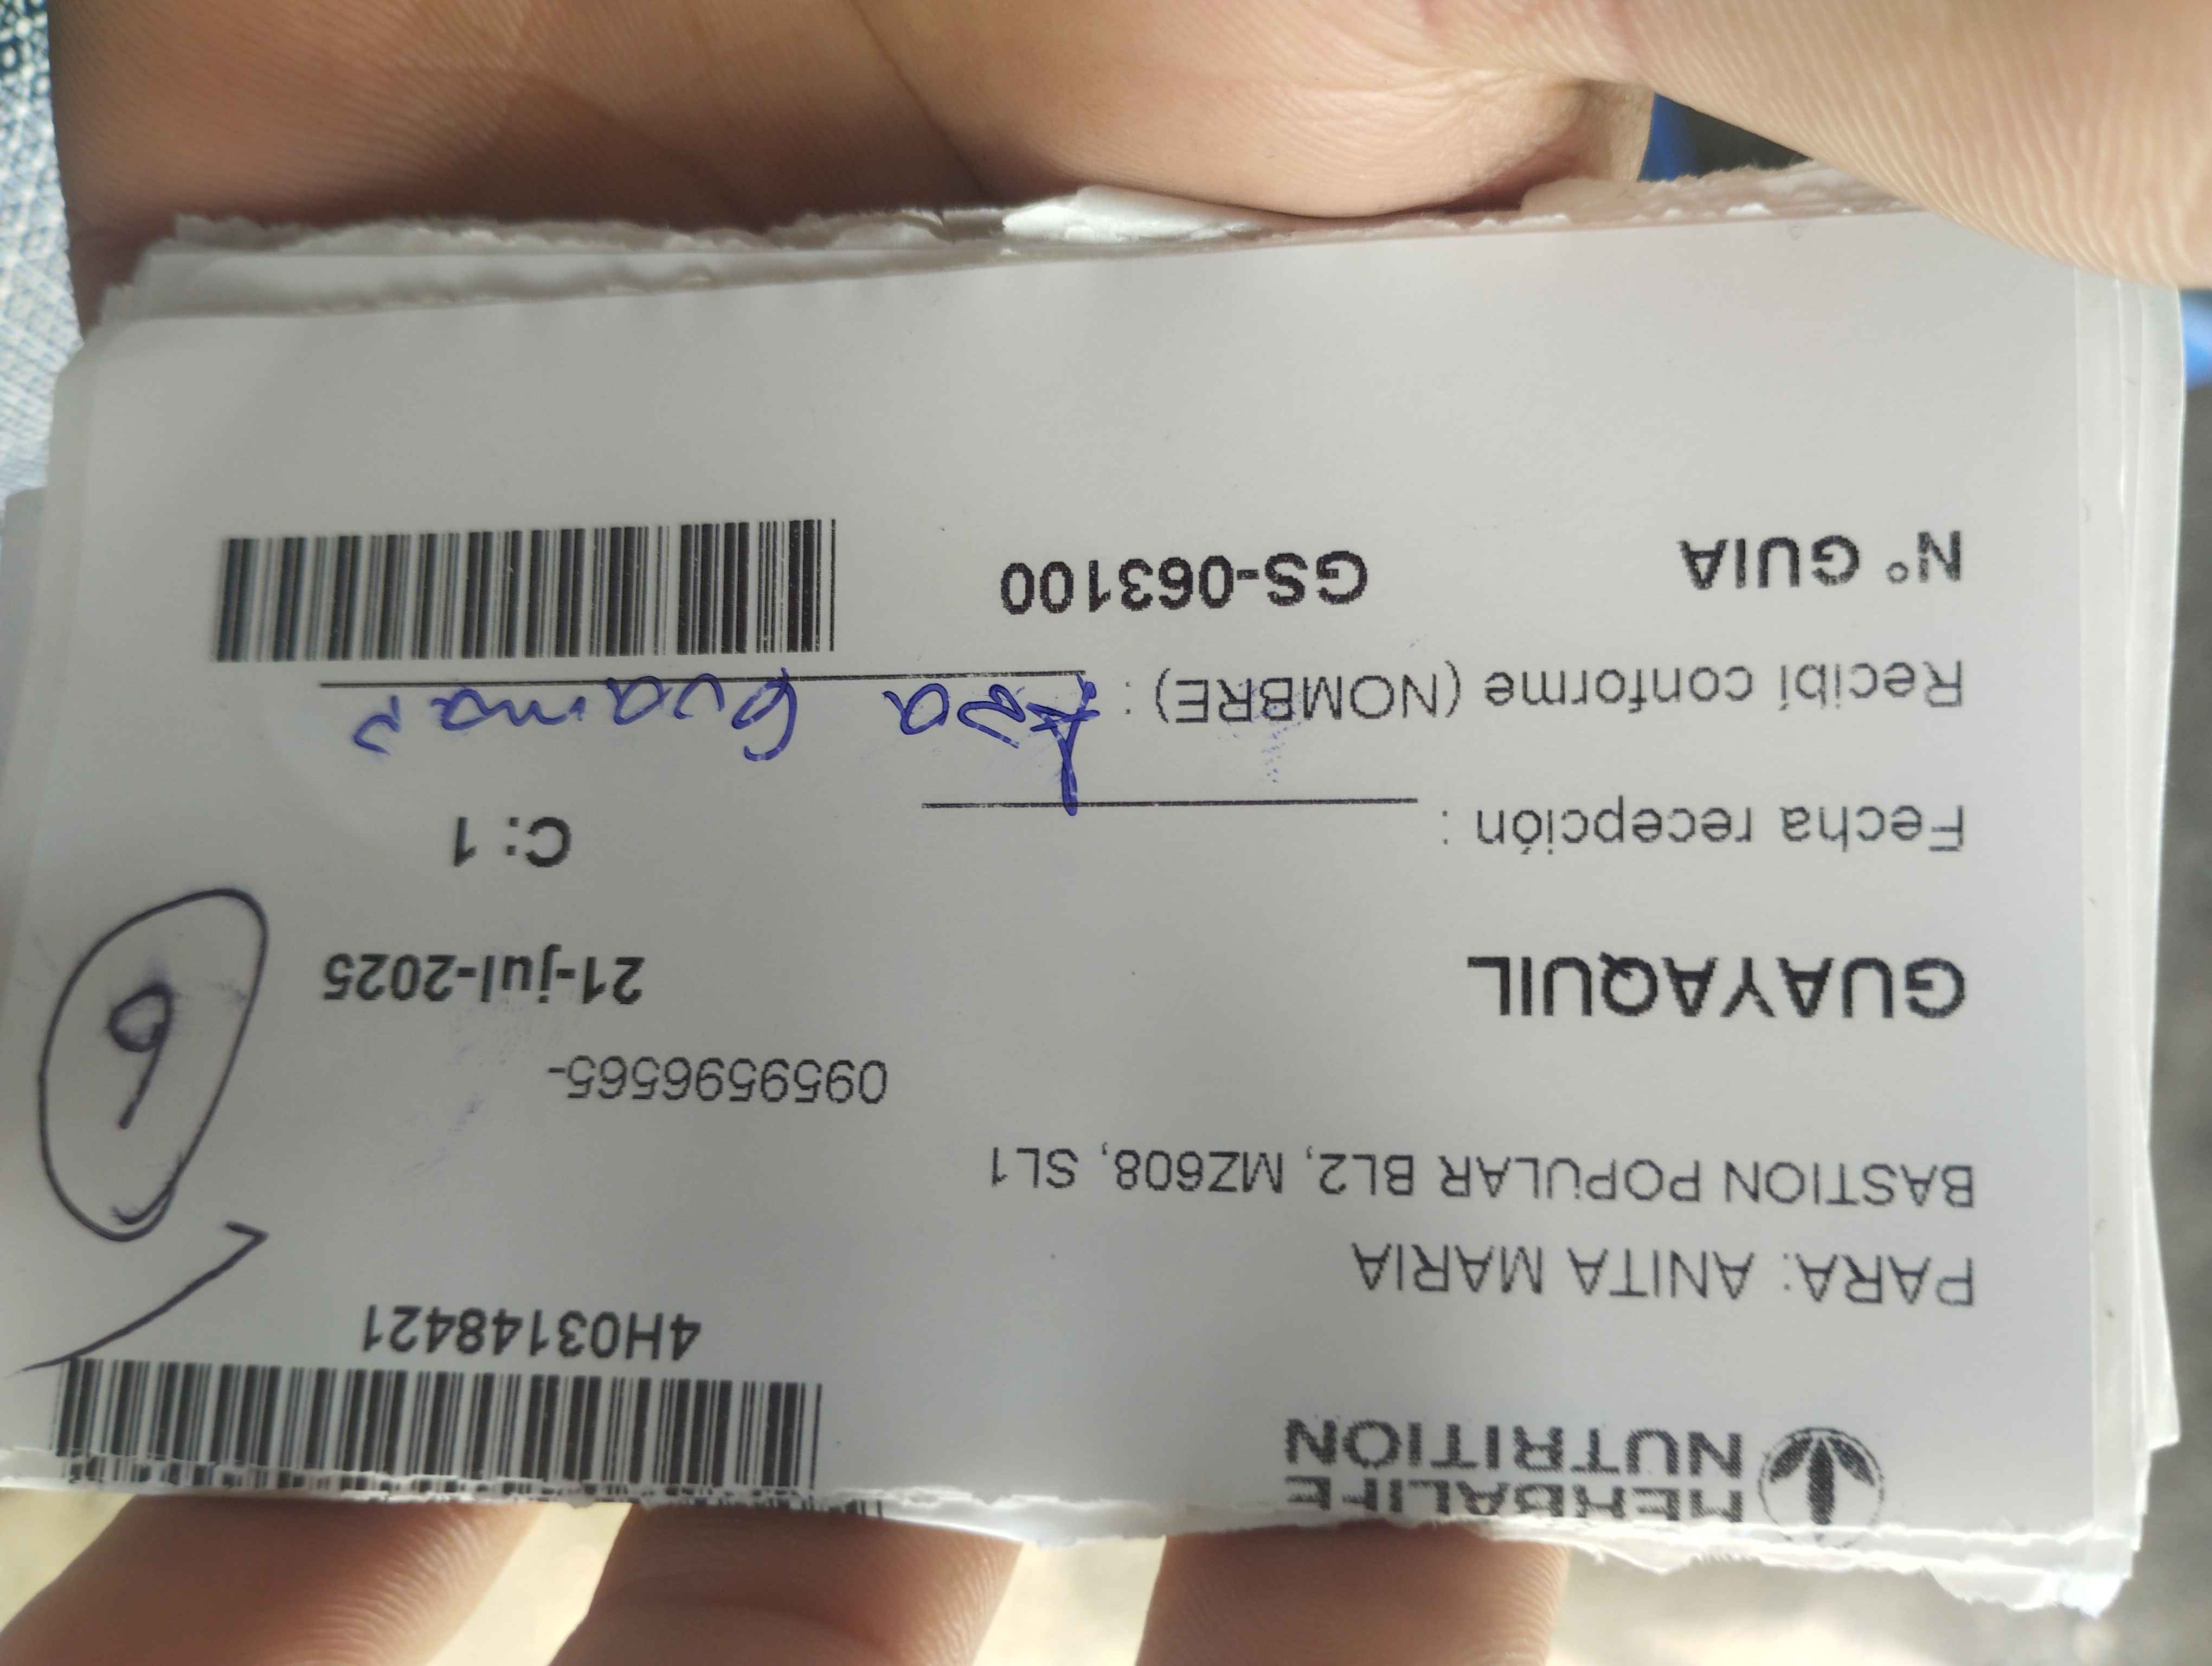 HERBALIFE
NUTRITION
4H03148421
PARA: ANITA MARIA
BASTION POPULAR BL2, MZ608, SL1
0959596565-
GUAYAQUIL
21-jul-2025
Fecha recepción :
C: 1
Recibí conforme (NOMBRE) :
N° GUIA
GS-063100